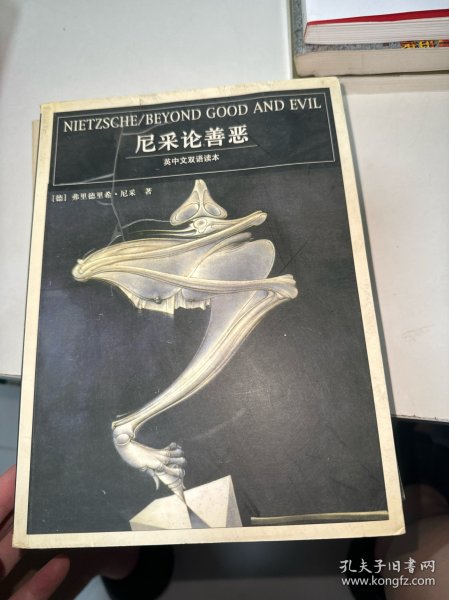 NIETZSCHE/BEYOND GOOD AND EVIL
尼采论善恶
英中文双语读本
[德] 弗里德里希·尼采 著
孔夫子旧书网
www.kongfz.com